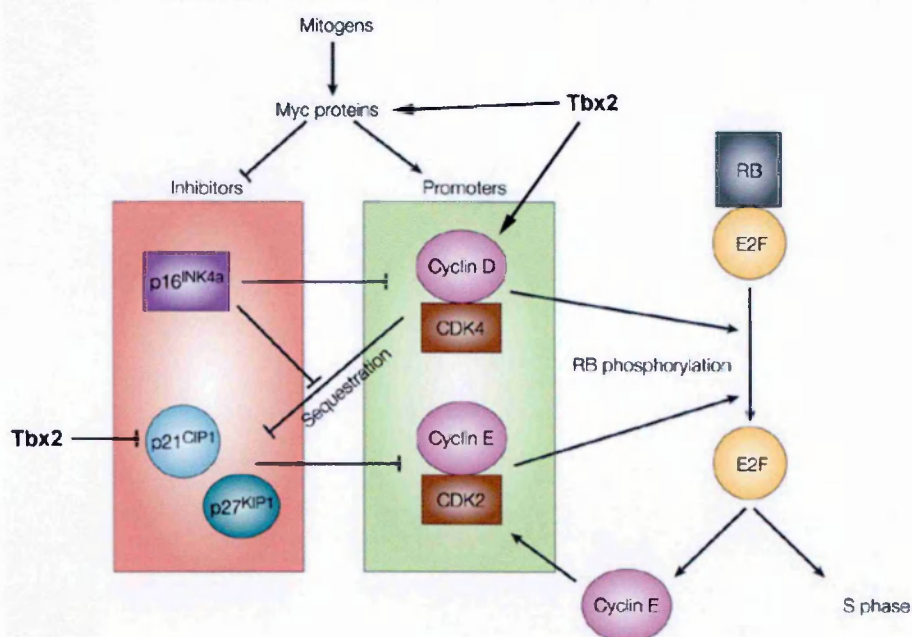 Mitogens
Myc proteins
Tbx2
Inhibitors
Promoters
RB
E2F
p16INK4a
Cyclin D
CDK4
Sequestration
RB phosphorylation
Tbx2
p21CIP1
p27KIP1
Cyclin E
CDK2
E2F
Cyclin E
S phase